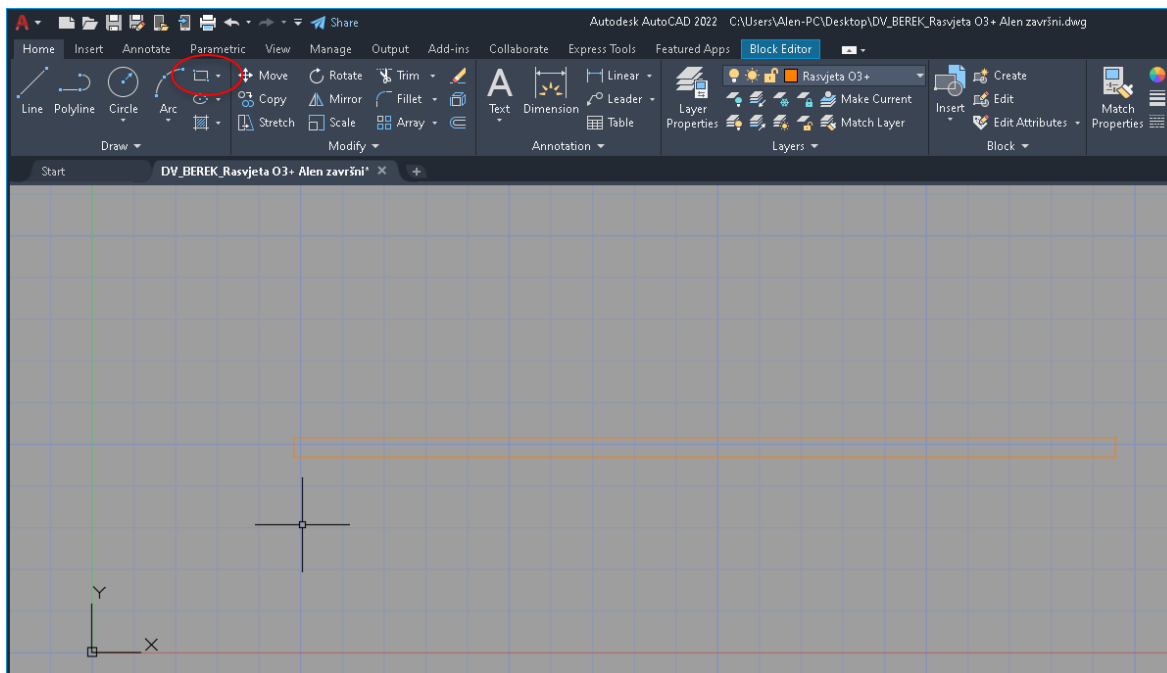 Share Autodesk AutoCAD 2022 C:\Users\Alen-PC\Desktop\DV_BEREK_Rasvjeta O3+ Alen završni.dwg
Home Insert Annotate Parametric View Manage Output Add-ins Collaborate Express Tools Featured Apps Block Editor
Move Rotate Trim Linear Rasvjeta O3+ Create
Line Polyline Circle Arc Copy Mirror Fillet Text Dimension Leader Layer Properties Make Current Insert Edit Match Properties
Stretch Scale Array Table Match Layer Edit Attributes
Draw Modify Annotation Layers Block
Start DV_BEREK_Rasvjeta O3+ Alen završni* +
Y
X